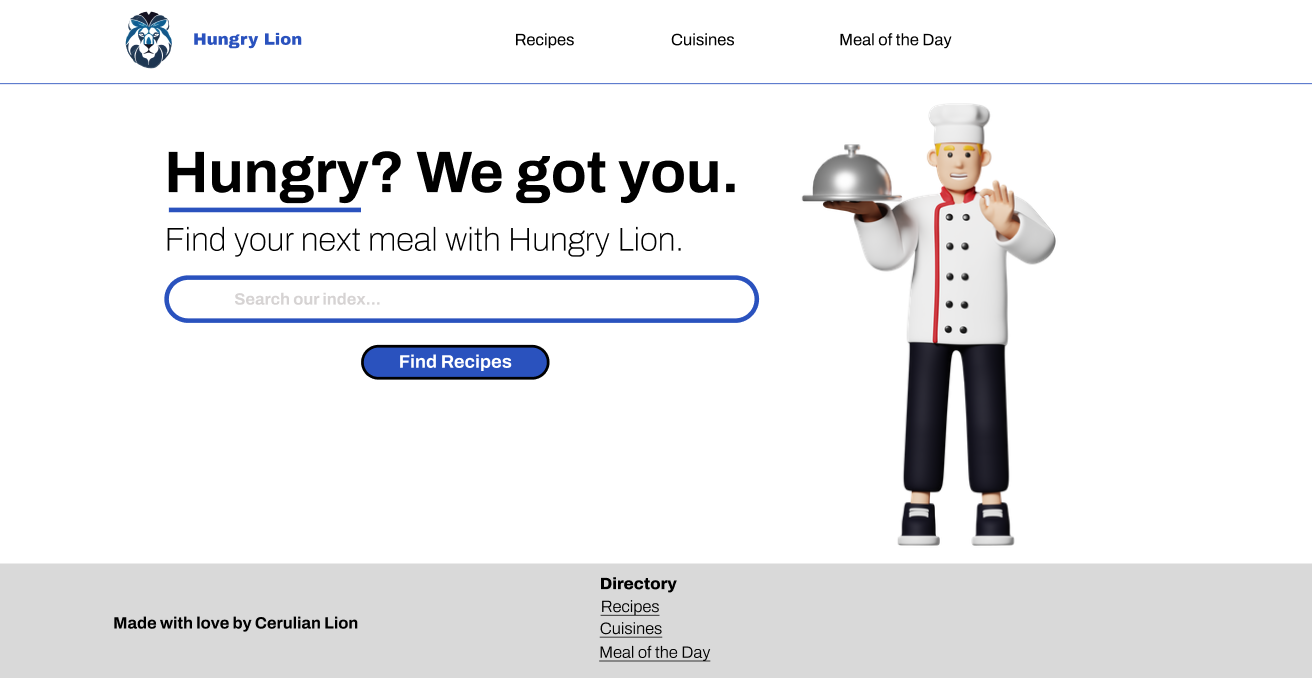 Hungry Lion
Recipes
Cuisines
Meal of the Day
Hungry? We got you.
Find your next meal with Hungry Lion.
Search our index...
Find Recipes
Made with love by Cerulian Lion
Directory
Recipes
Cuisines
Meal of the Day